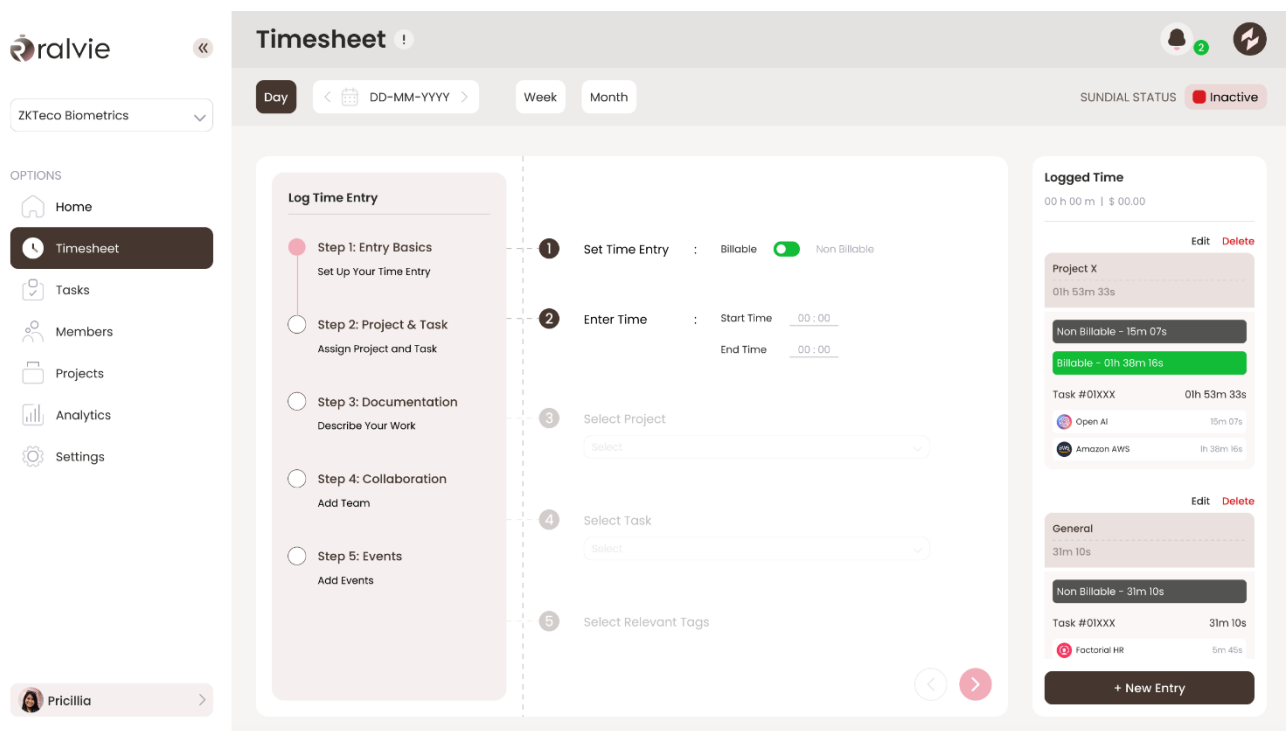 ralvie
Timesheet !
2
Day
DD-MM-YYYY
Week
Month
SUNDIAL STATUS
Inactive
ZKTeco Biometrics
OPTIONS
Home
Timesheet
Tasks
Members
Projects
Analytics
Settings
Pricillia
Log Time Entry
Step 1: Entry Basics
Set Up Your Time Entry
Step 2: Project & Task
Assign Project and Task
Step 3: Documentation
Describe Your Work
Step 4: Collaboration
Add Team
Step 5: Events
Add Events
1 Set Time Entry : Billable Non Billable
2 Enter Time : Start Time 00 : 00
End Time 00 : 00
3 Select Project
Select
4 Select Task
Select
5 Select Relevant Tags
Logged Time
00 h 00 m | $ 00.00
Edit Delete
Project X
01h 53m 33s
Non Billable - 15m 07s
Billable - 01h 38m 16s
Task #01XXX 01h 53m 33s
Open AI 15m 07s
Amazon AWS 1h 38m 16s
Edit Delete
General
31m 10s
Non Billable - 31m 10s
Task #01XXX 31m 10s
Factorial HR 5m 45s
+ New Entry